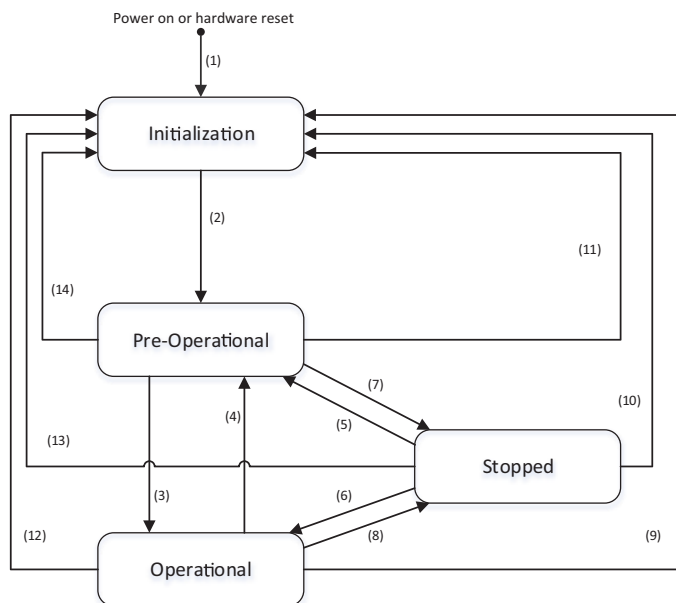 Power on or hardware reset
(1)
Initialization
(2)
(11)
(14)
Pre-Operational
(7)
(4)
(5)
(10)
(13)
Stopped
(3)
(6)
(12)
(8)
(9)
Operational